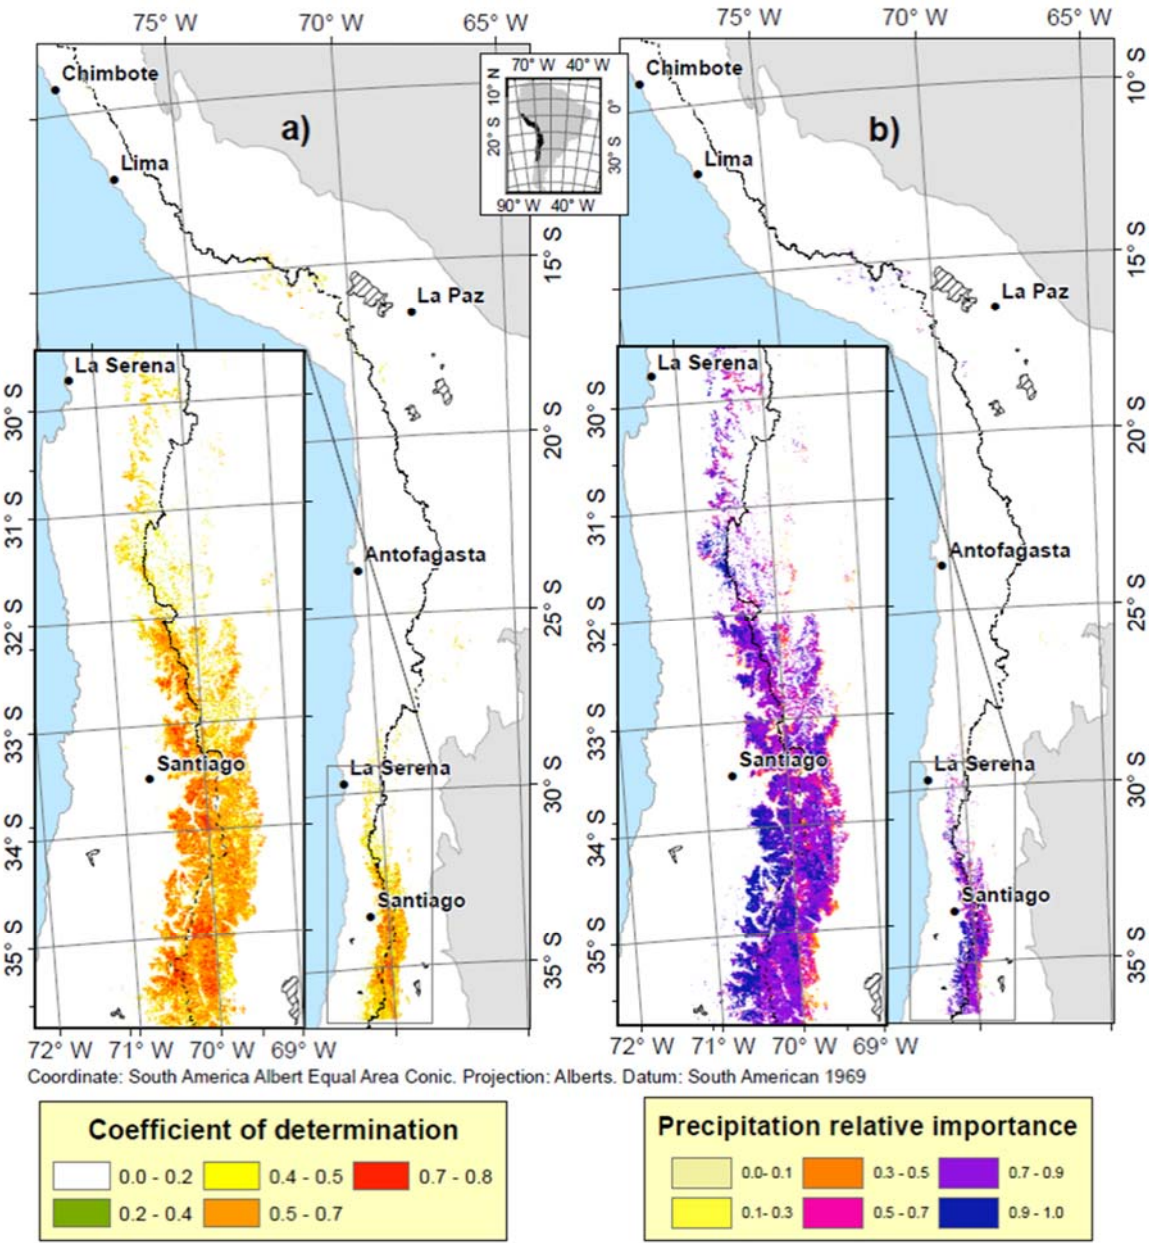 75° W 70° W 65° W
75° W 70° W 65° W
70° W 40° W
10° N
20° S
0°
30° S
90° W 40° W
a)
Chimbote
Lima
La Paz
15° S
La Serena
30° S
20° S
31° S
Antofagasta
32° S
25° S
33° S
Santiago
La Serena
30° S
34° S
Santiago
35° S
35° S
72° W 71° W 70° W 69° W
b)
Chimbote
10° S
Lima
La Paz
15° S
La Serena
30° S
20° S
31° S
Antofagasta
32° S
25° S
33° S
Santiago
La Serena
30° S
34° S
Santiago
35° S
35° S
72° W 71° W 70° W 69° W
Coordinate: South America Albert Equal Area Conic. Projection: Alberts. Datum: South American 1969
Coefficient of determination
0.0 - 0.2 0.4 - 0.5 0.7 - 0.8
0.2 - 0.4 0.5 - 0.7
Precipitation relative importance
0.0- 0.1 0.3 - 0.5 0.7 - 0.9
0.1- 0.3 0.5 - 0.7 0.9 - 1.0